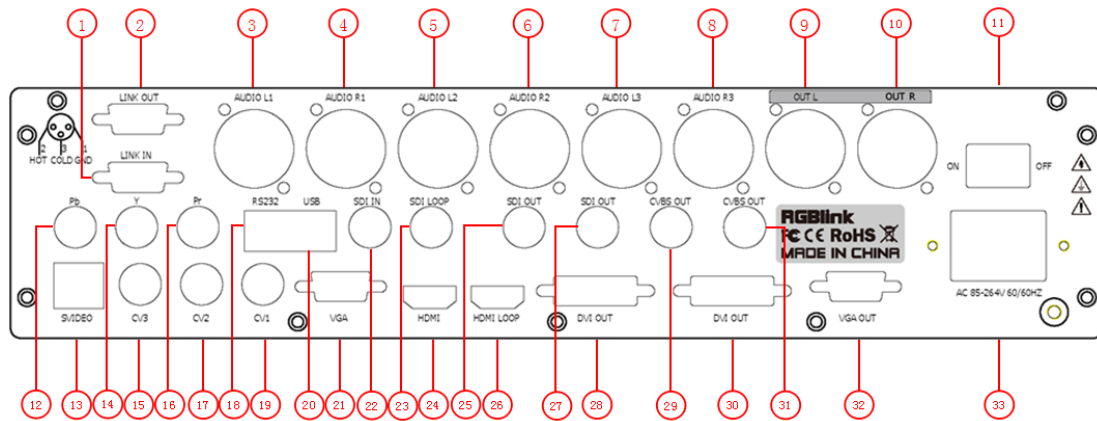 1 2 3 4 5 6 7 8 9 10 11
LINK OUT AUDIO L1 AUDIO R1 AUDIO L2 AUDIO R2 AUDIO L3 AUDIO R3 OUT L OUT R
2 3 1
HOT COLD GND
LINK IN
ON OFF
Pb Y Pr RS232 USB SDI IN SDI LOOP SDI OUT SDI OUT CVBS OUT CVBS OUT
RGBlink
FC CE RoHS
MADE IN CHINA
AC 85-264V 60/60HZ
SVIDEO CV3 CV2 CV1 VGA HDMI HDMI LOOP DVI OUT DVI OUT VGA OUT
12 13 14 15 16 17 18 19 20 21 22 23 24 25 26 27 28 29 30 31 32 33